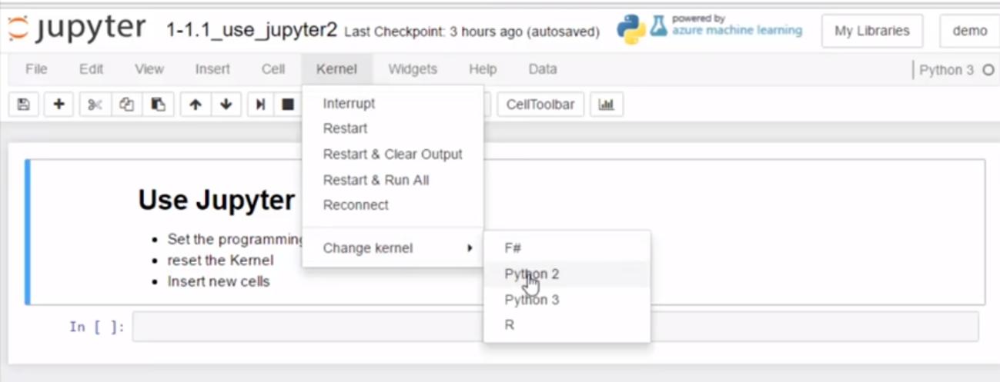 jupyter 1-1.1_use_jupyter2 Last Checkpoint: 3 hours ago (autosaved) powered by
azure machine learning My Libraries demo
File Edit View Insert Cell Kernel Widgets Help Data Python 3
CellToolbar
Interrupt
Restart
Restart & Clear Output
Restart & Run All
Reconnect
Change kernel
F#
Python 2
Python 3
R
Use Jupyter
Set the programming
reset the Kernel
Insert new cells
In [ ]: